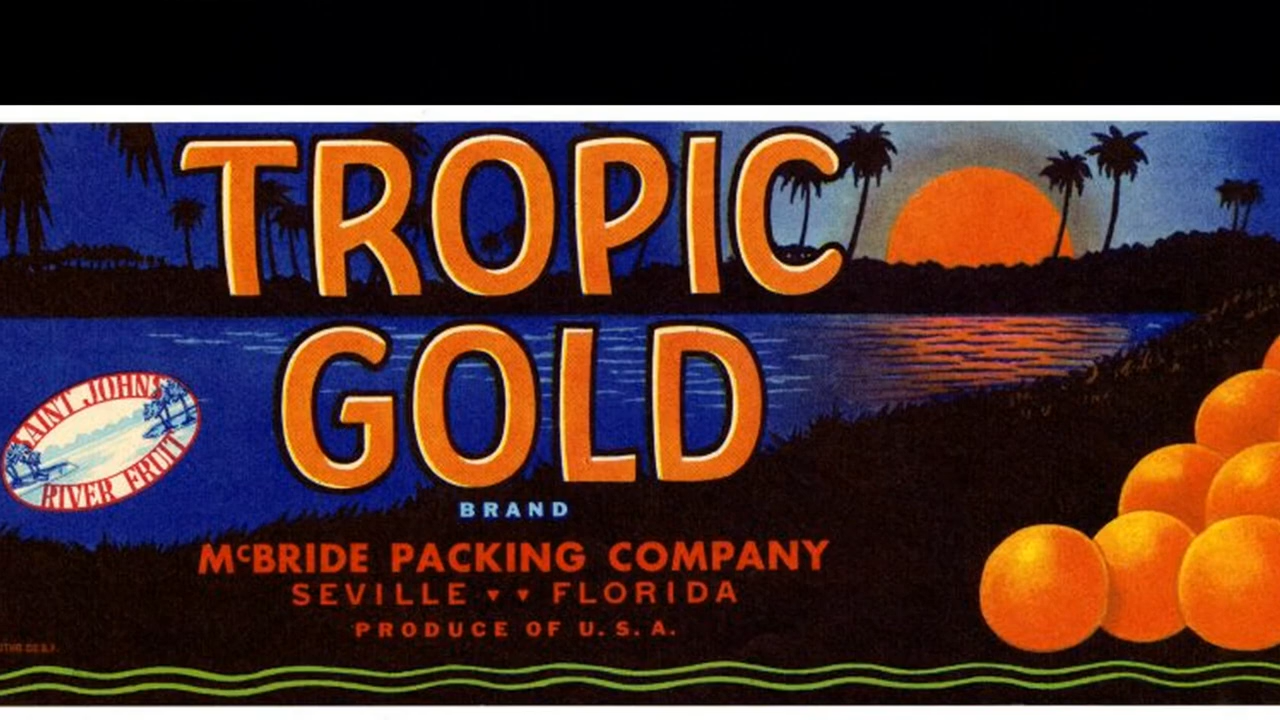 TROPIC
GOLD
SAINT JOHNS
RIVER FRUIT
BRAND
McBRIDE PACKING COMPANY
SEVILLE ▾ ▾ FLORIDA
PRODUCE OF U.S.A.